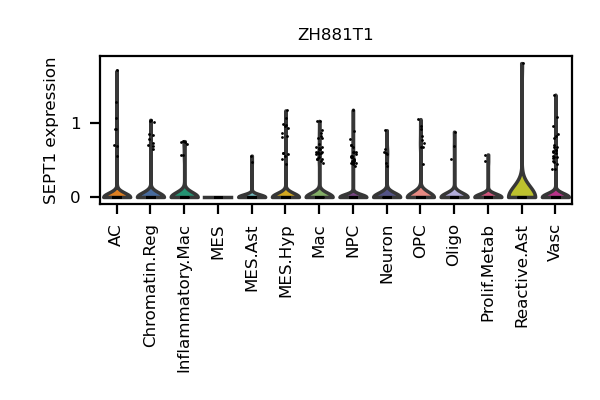 ZH881T1
SEPT1 expression
1
0
AC
Chromatin.Reg
Inflammatory.Mac
MES
MES.Ast
MES.Hyp
Mac
NPC
Neuron
OPC
Oligo
Prolif.Metab
Reactive.Ast
Vasc